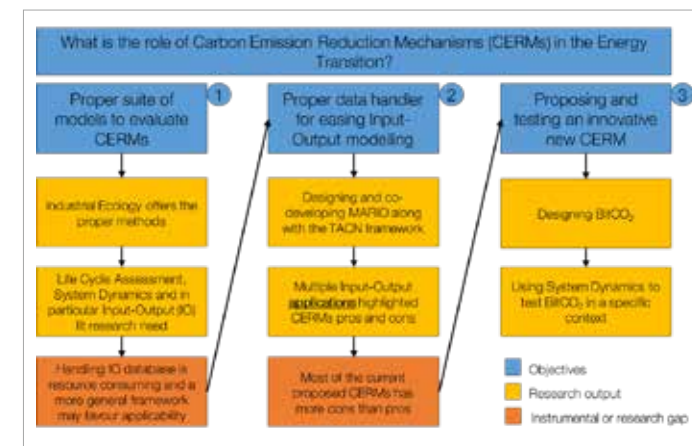 What is the role of Carbon Emission Reduction Mechanisms (CERMs) in the Energy
Transition?
Proper suite of
models to evaluate
CERMs
1
Proper data handler
for easing Input-
Output modelling
2
Proposing and
testing an innovative
new CERM
3
Industrial Ecology offers the
proper methods
Designing and co-
developing MARIO along
with the TACN framework
Designing BitCO₂
Life Cycle Assessment,
System Dynamics and in
particular Input-Output (IO)
fit research need
Multiple Input-Output
applications highlighted
CERMs pros and cons
Using System Dynamics to
test BitCO₂ in a specific
context
Handling IO database is
resource consuming and a
more general framework
may favour applicability
Most of the current
proposed CERMs has
more cons than pros
Objectives
Research output
Instrumental or research gap